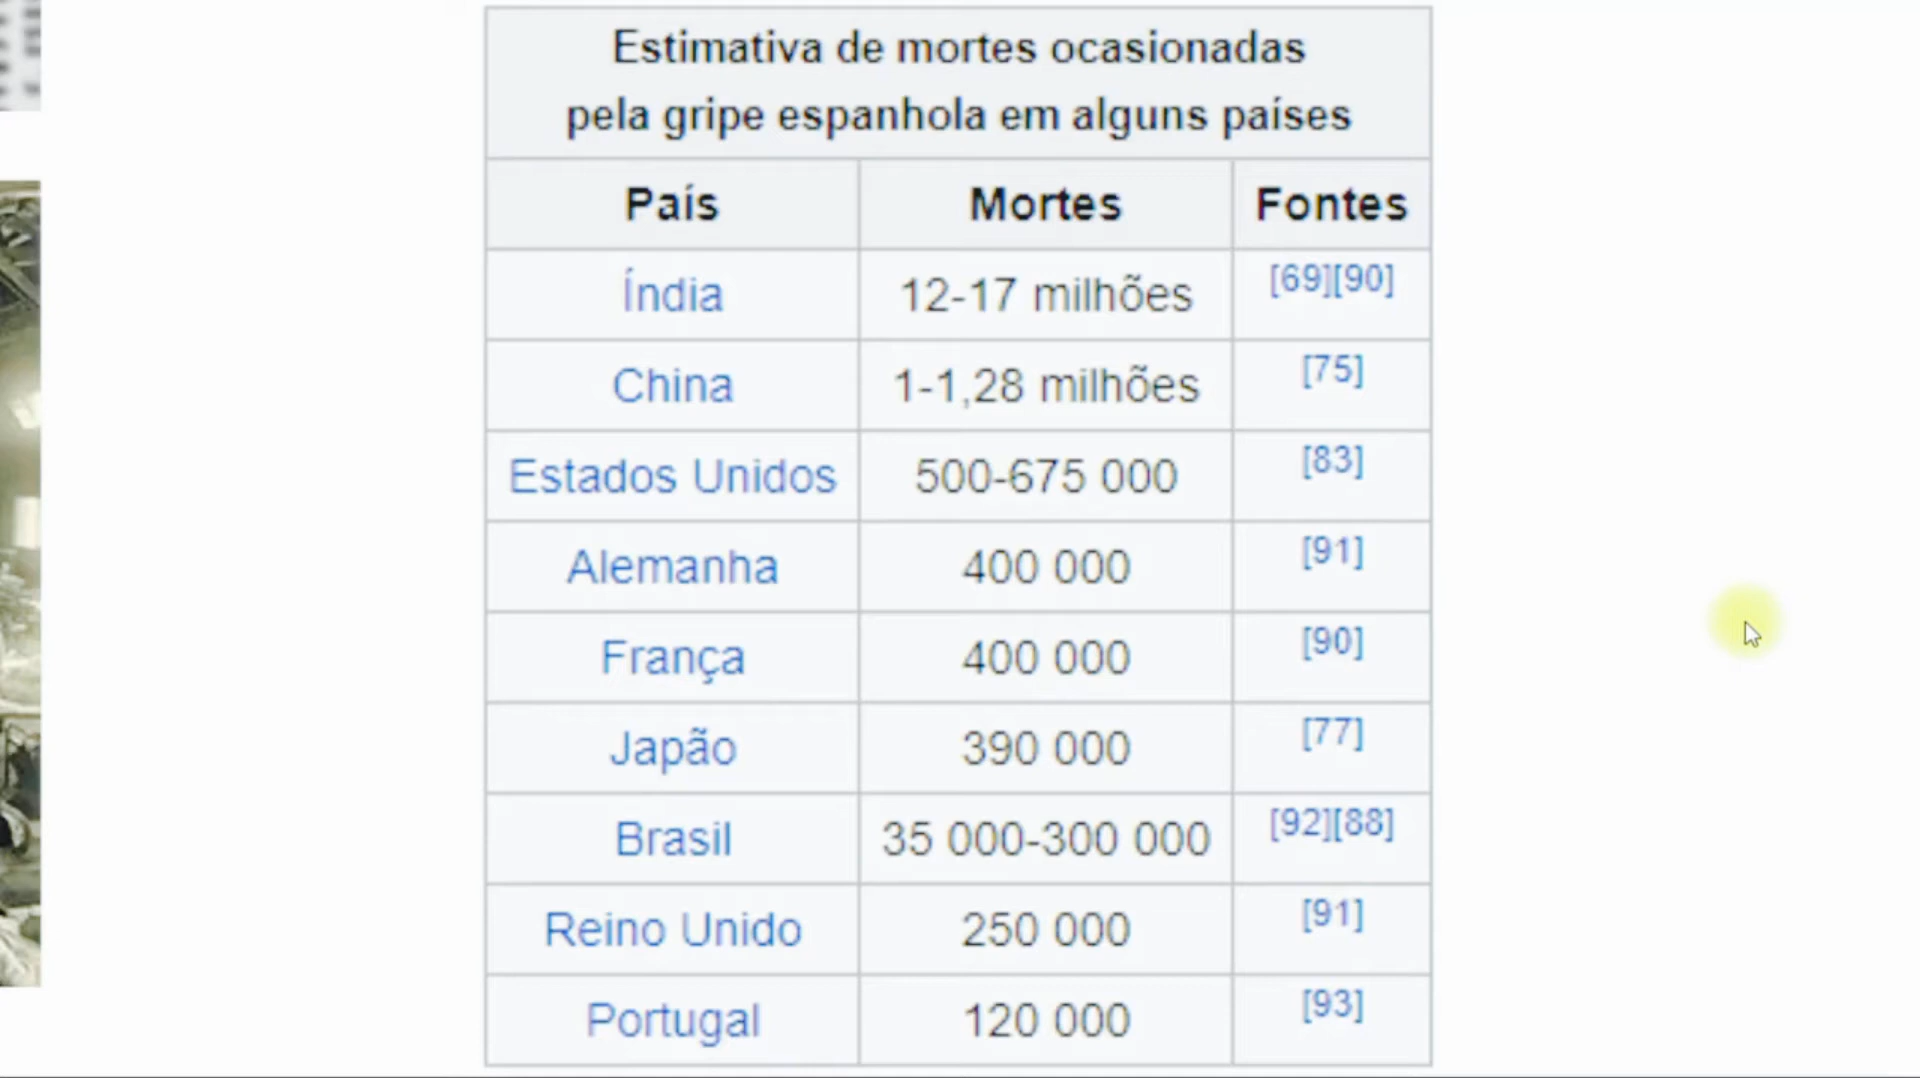 Estimativa de mortes ocasionadas
pela gripe espanhola em alguns países
País Mortes Fontes
Índia 12-17 milhões [69][90]
China 1-1,28 milhões [75]
Estados Unidos 500-675 000 [83]
Alemanha 400 000 [91]
França 400 000 [90]
Japão 390 000 [77]
Brasil 35 000-300 000 [92][88]
Reino Unido 250 000 [91]
Portugal 120 000 [93]